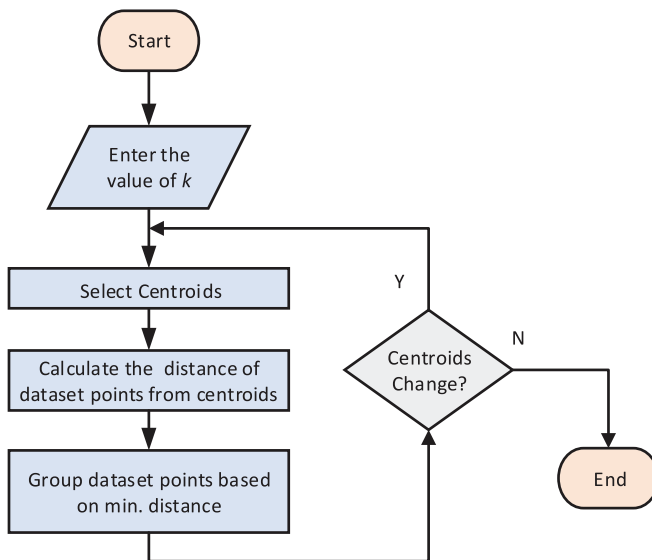 Start
Enter the
value of k
Select Centroids
Calculate the distance of
dataset points from centroids
Group dataset points based
on min. distance
Y
Centroids
Change?
N
End